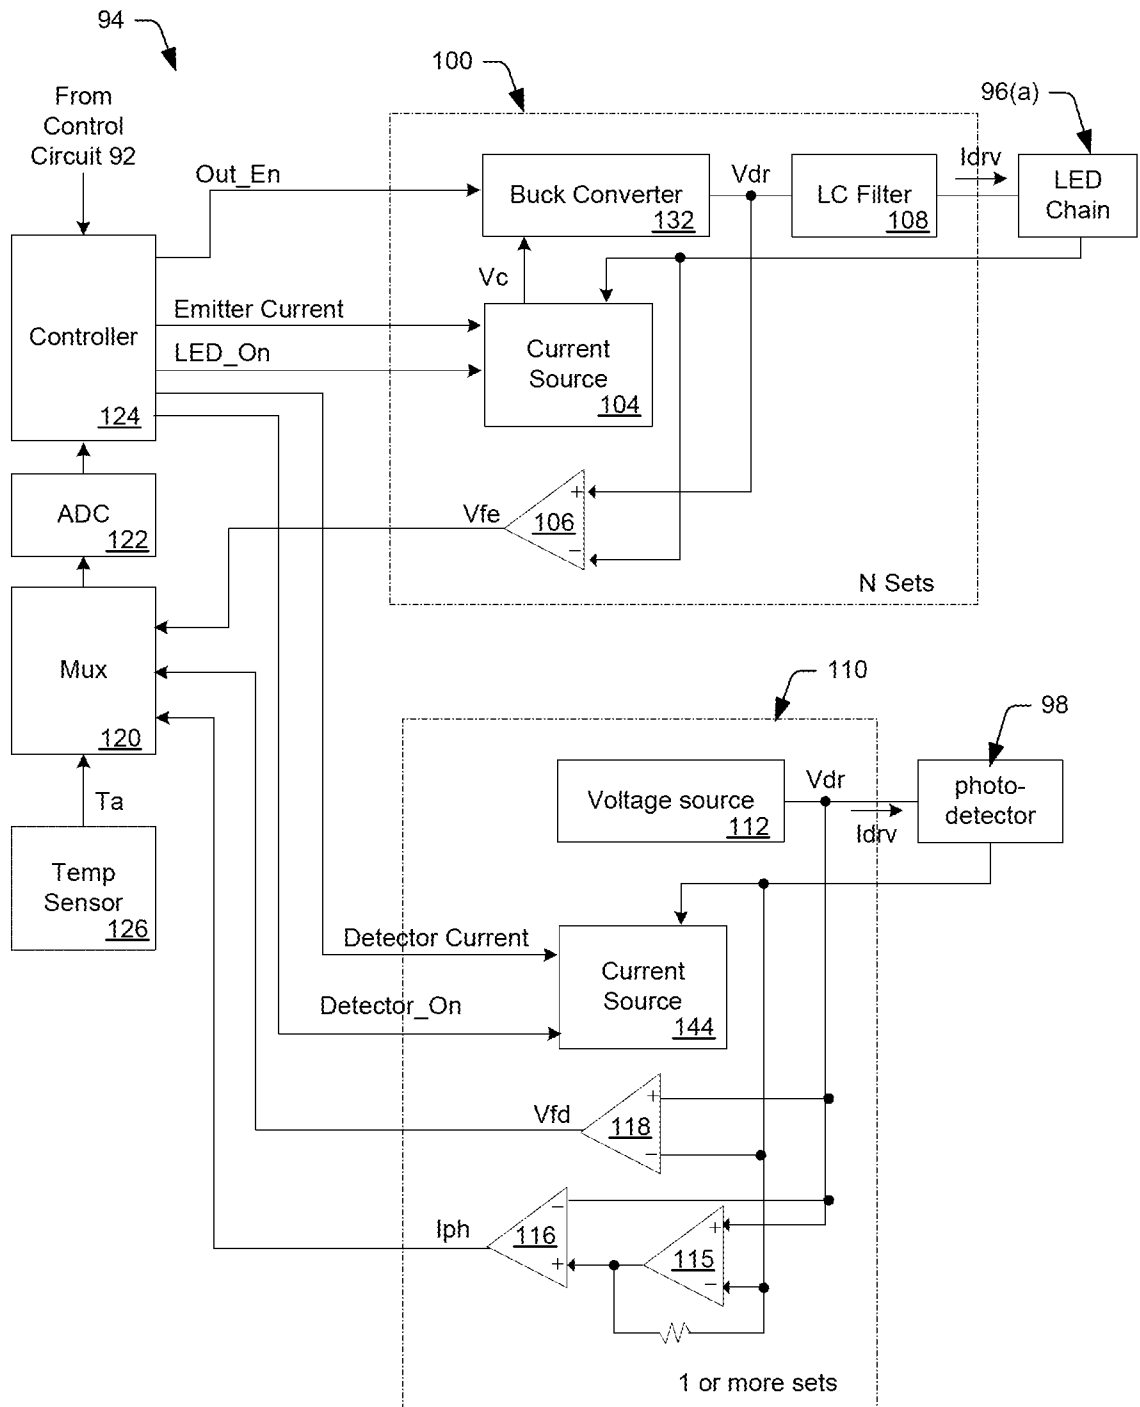 94
From
Control
Circuit 92
100
96(a)
Out_En
Buck Converter
132
Vdr
LC Filter
108
Idrv
LED
Chain
Controller
124
Emitter Current
LED_On
Vc
Current
Source
104
ADC
122
Vfe
+
106
−
N Sets
Mux
120
110
98
Ta
Voltage source
112
Vdr
Idrv
photo-
detector
Temp
Sensor
126
Detector Current
Detector_On
Current
Source
144
Vfd
+
118
−
Iph
−
116
+
+
115
−
1 or more sets